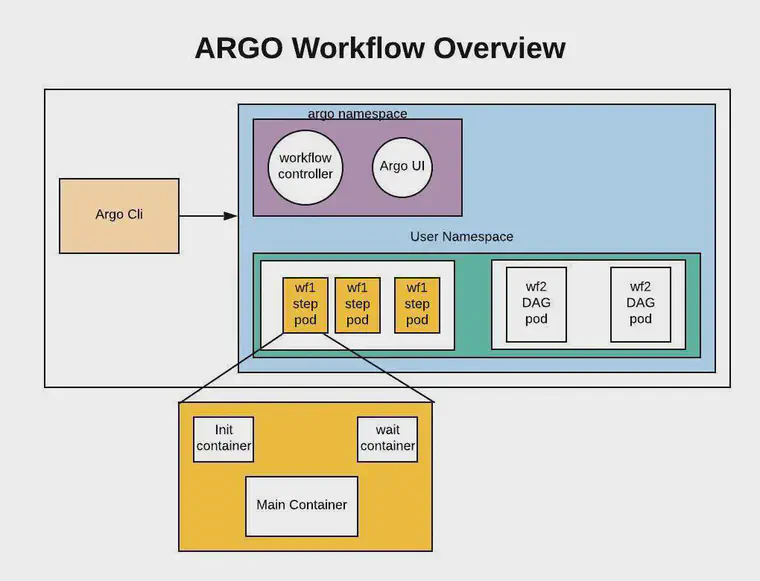 ARGO Workflow Overview
argo namespace
workflow
controller
Argo UI
Argo Cli
User Namespace
wf1
step
pod
wf1
step
pod
wf1
step
pod
wf2
DAG
pod
wf2
DAG
pod
Init
container
wait
container
Main Container